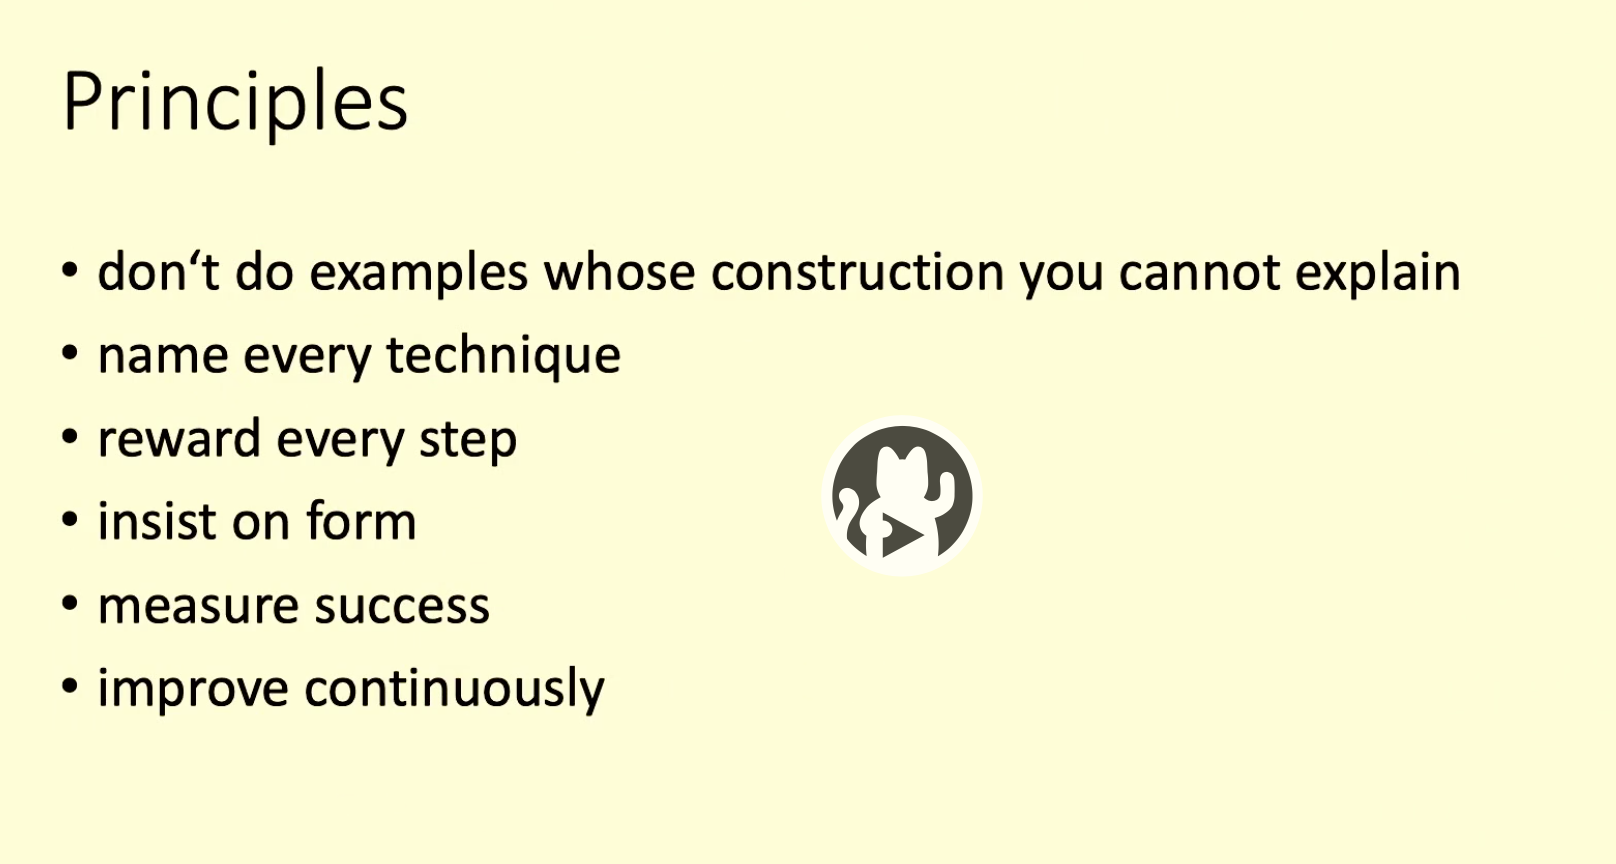 Principles
• don‘t do examples whose construction you cannot explain
• name every technique
• reward every step
• insist on form
• measure success
• improve continuously